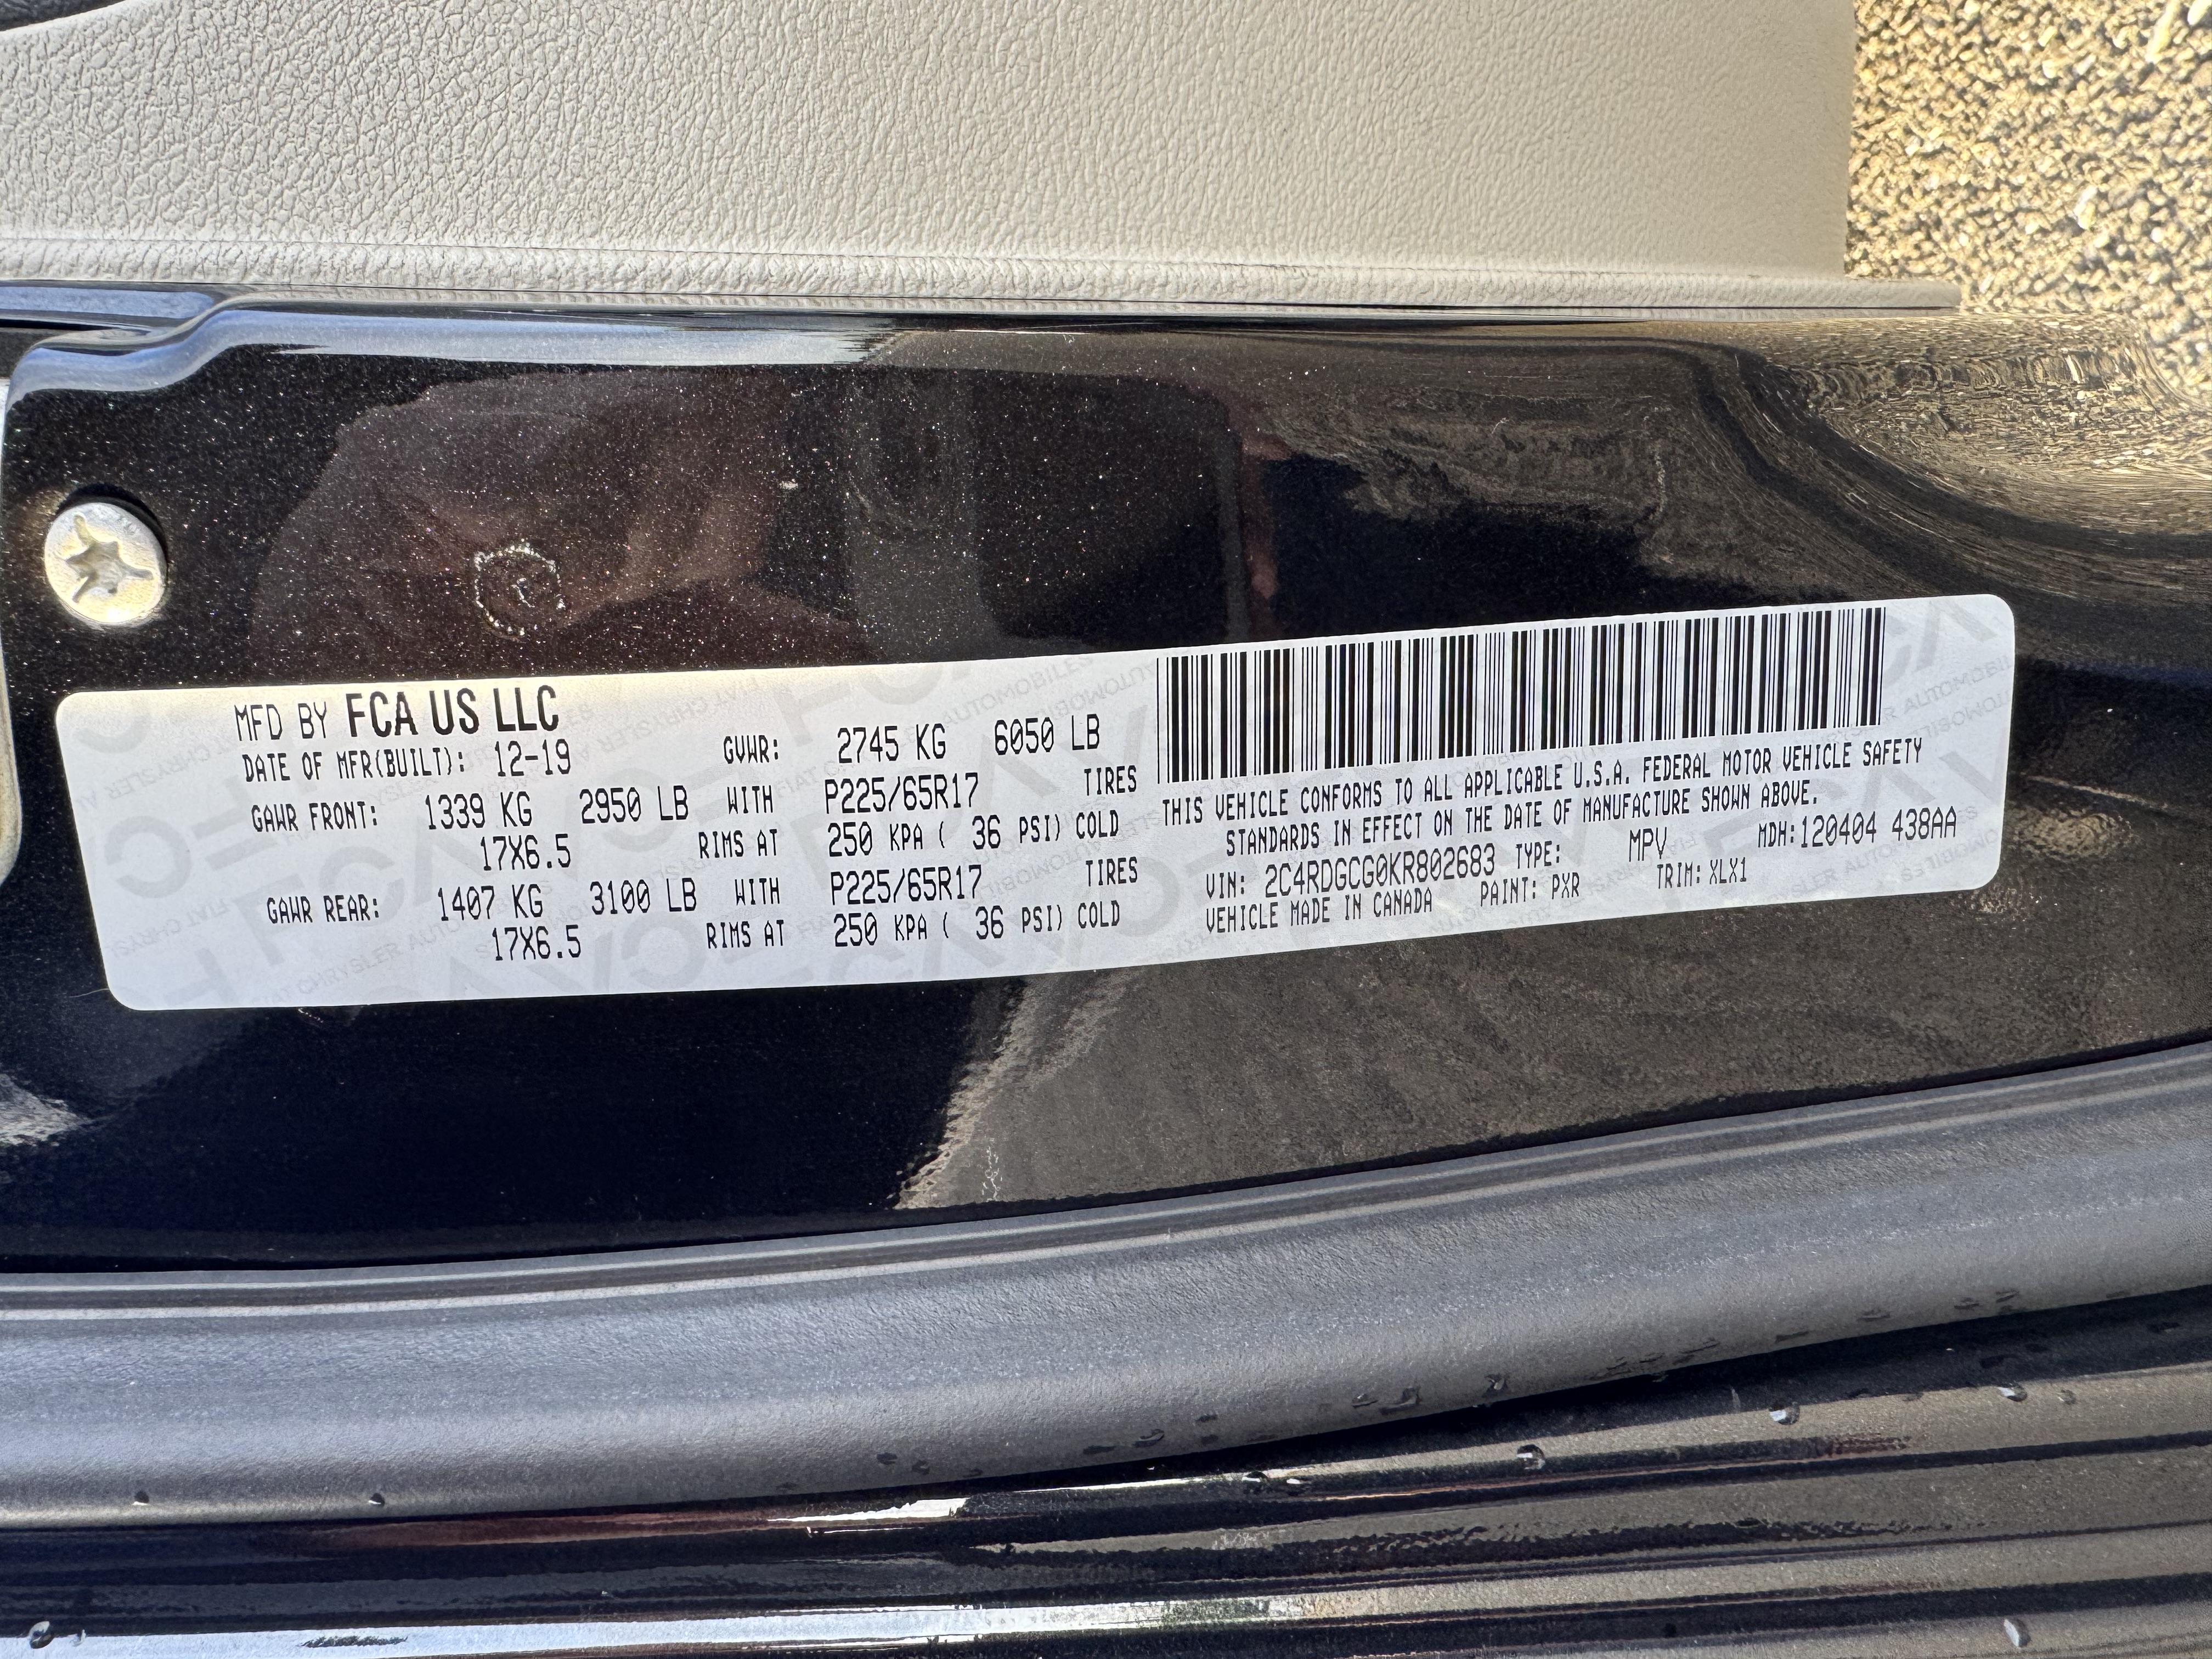 MFD BY FCA US LLC
DATE OF MFR(BUILT): 12-19 GVWR: 2745 KG 6050 LB
GAWR FRONT: 1339 KG 2950 LB WITH P225/65R17 TIRES
17X6.5 RIMS AT 250 KPA ( 36 PSI) COLD
GAWR REAR: 1407 KG 3100 LB WITH P225/65R17 TIRES
17X6.5 RIMS AT 250 KPA ( 36 PSI) COLD
THIS VEHICLE CONFORMS TO ALL APPLICABLE U.S.A. FEDERAL MOTOR VEHICLE SAFETY
STANDARDS IN EFFECT ON THE DATE OF MANUFACTURE SHOWN ABOVE.
VIN: 2C4RDGCG0KR802683 TYPE: MPV MDH:120404 438AA
VEHICLE MADE IN CANADA PAINT: PXR TRIM: XLX1